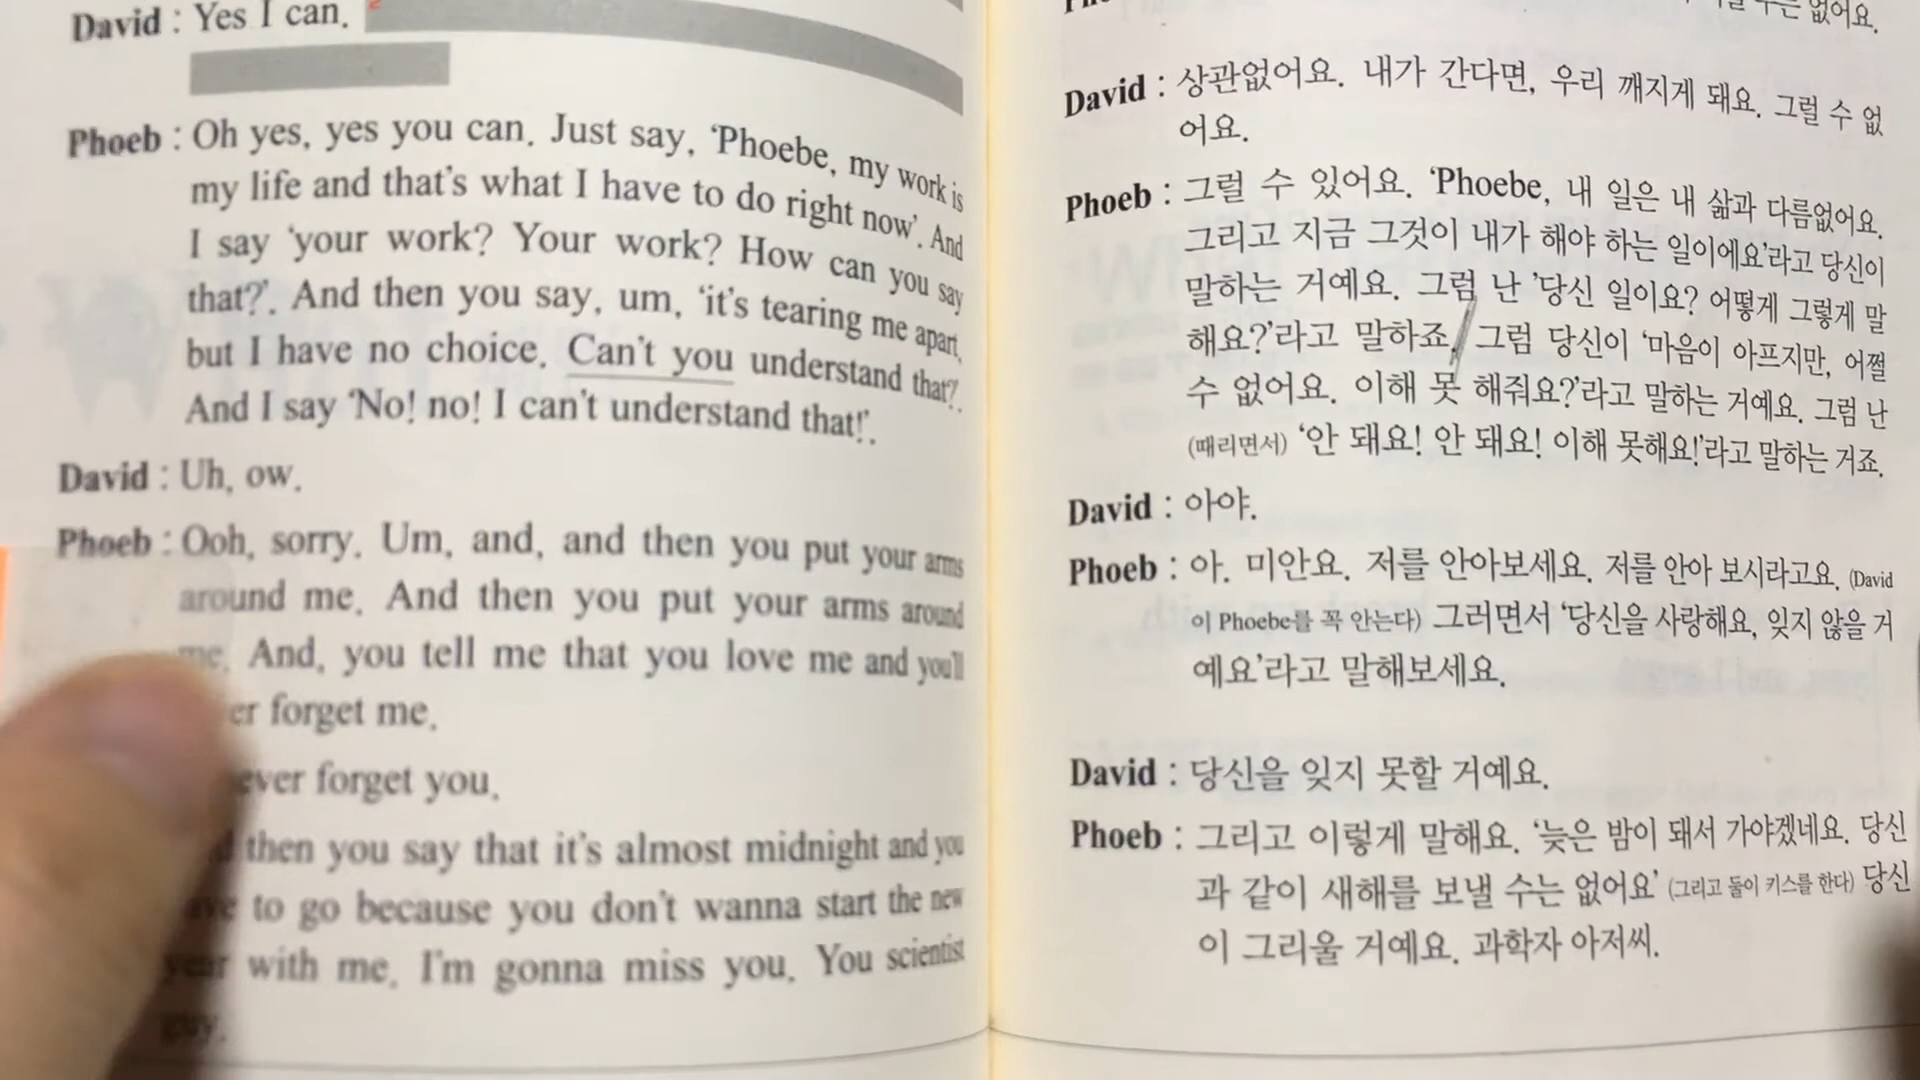 David : Yes I can.
Phoeb : Oh yes, yes you can. Just say, 'Phoebe, my work is
my life and that's what I have to do right now'. And
I say 'your work? Your work? How can you say
that?'. And then you say, um, 'it's tearing me apart,
but I have no choice. Can't you understand that?'.
And I say 'No! no! I can't understand that!'.
David : Uh, ow.
Phoeb : Ooh, sorry. Um, and, and then you put your arms
around me. And then you put your arms around
me. And, you tell me that you love me and you'll
forget me.
forget you.
then you say that it's almost midnight and you
to go because you don't wanna start the new
year with me. I'm gonna miss you. You scientist
guy.
없어요.
David : 상관없어요. 내가 간다면, 우리 깨지게 돼요. 그럴 수 없
어요.
Phoeb : 그럴 수 있어요. 'Phoebe, 내 일은 내 삶과 다름없어요.
그리고 지금 그것이 내가 해야 하는 일이에요'라고 당신이
말하는 거예요. 그럼 난 '당신 일이요? 어떻게 그렇게 말
해요?'라고 말하죠. 그럼 당신이 '마음이 아프지만, 어쩔
수 없어요. 이해 못 해줘요?'라고 말하는 거예요. 그럼 난
(때리면서) '안 돼요! 안 돼요! 이해 못해요!'라고 말하는 거죠.
David : 아야.
Phoeb : 아. 미안요. 저를 안아보세요. 저를 안아 보시라고요. (David
이 Phoebe를 꼭 안는다) 그러면서 '당신을 사랑해요, 잊지 않을 거
예요'라고 말해보세요.
David : 당신을 잊지 못할 거예요.
Phoeb : 그리고 이렇게 말해요. '늦은 밤이 돼서 가야겠네요. 당신
과 같이 새해를 보낼 수는 없어요' (그리고 둘이 키스를 한다) 당신
이 그리울 거예요. 과학자 아저씨.